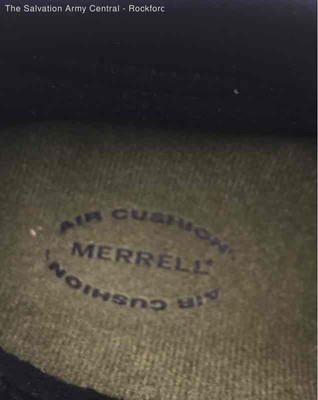 The Salvation Army Central - Rockforc
AIR CUSHION
MERRELL
AIR CUSHION